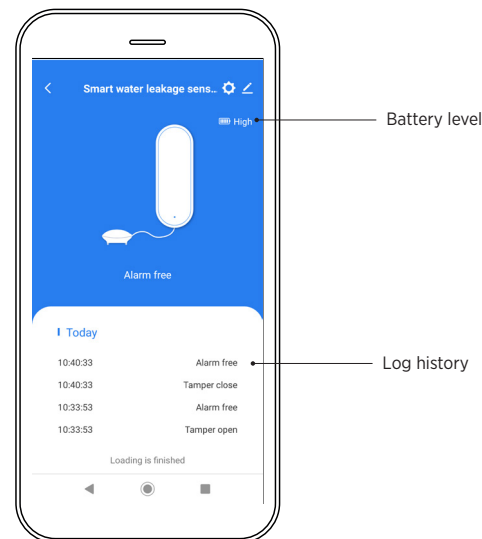 Smart water leakage sens...
High
Battery level
Alarm free
Today
10:40:33 Alarm free
Log history
10:40:33 Tamper close
10:33:53 Alarm free
10:33:53 Tamper open
Loading is finished